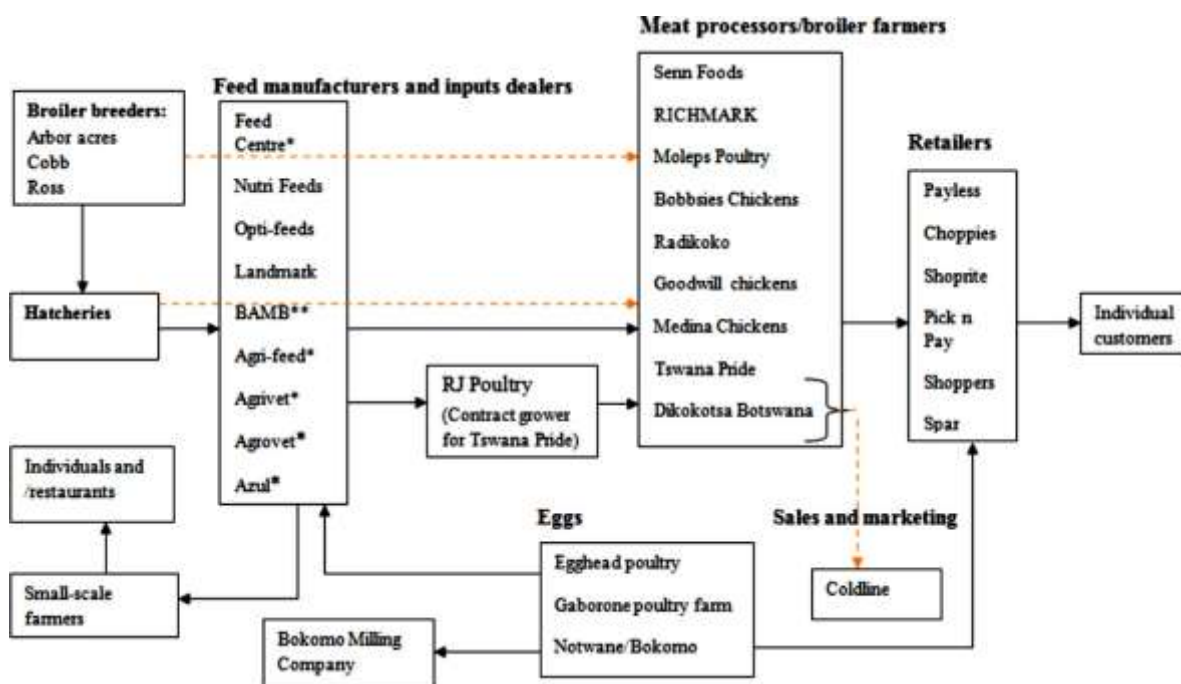 Meat processors/broiler farmers
Senn Foods
RICHMARK
Moleps Poultry
Bobbsies Chickens
Radikoko
Goodwill chickens
Medina Chickens
Tswana Pride
Dikokotsa Botswana
Feed manufacturers and inputs dealers
Feed
Centre*
Nutri Feeds
Opti-feeds
Landmark
BAMB**
Agri-feed*
Agrivet*
Agrovet*
Azul*
Broiler breeders:
Arbor acres
Cobb
Ross
Hatcheries
RJ Poultry
(Contract grower
for Tswana Pride)
Retailers
Payless
Choppies
Shoprite
Pick n
Pay
Shoppers
Spar
Individual
customers
Individuals and
/restaurants
Small-scale
farmers
Eggs
Egghead poultry
Gaborone poultry farm
Notwane/Bokomo
Bokomo Milling
Company
Sales and marketing
Coldline